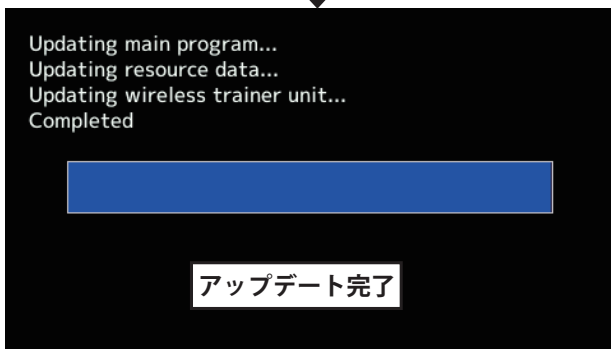 Updating main program...
Updating resource data...
Updating wireless trainer unit...
Completed
アップデート完了